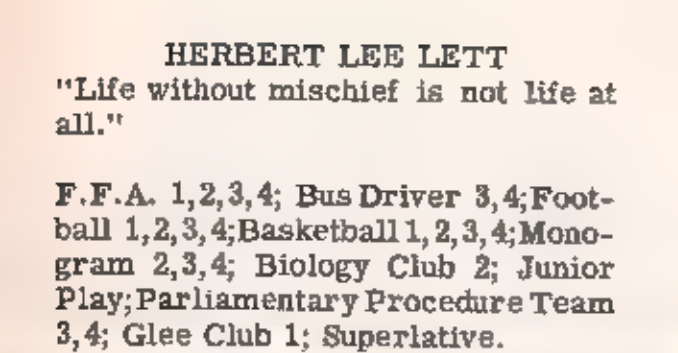 HERBERT LEE LETT
"Life without mischief is not life at
all."
F.F.A. 1,2,3,4; Bus Driver 3,4;Foot-
ball 1,2,3,4;Basketball 1,2,3,4;Mono-
gram 2,3,4; Biology Club 2; Junior
Play;Parliamentary Procedure Team
3,4; Glee Club 1; Superlative.